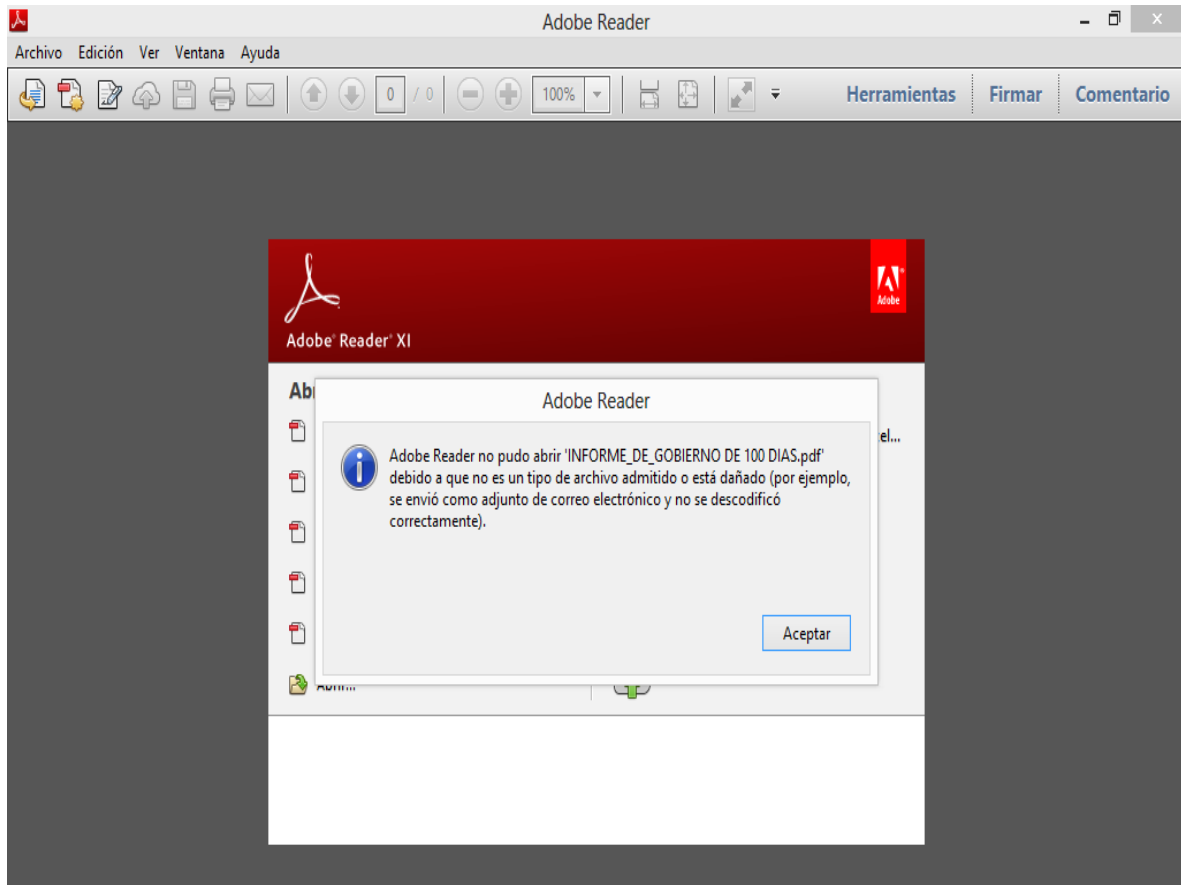 Adobe Reader
Archivo Edición Ver Ventana Ayuda
0 / 0
100%
Herramientas Firmar Comentario
Adobe
Adobe® Reader® XI
Adobe Reader
el...
Adobe Reader no pudo abrir 'INFORME_DE_GOBIERNO DE 100 DIAS.pdf'
debido a que no es un tipo de archivo admitido o está dañado (por ejemplo,
se envió como adjunto de correo electrónico y no se descodificó
correctamente).
Aceptar
Abrir...